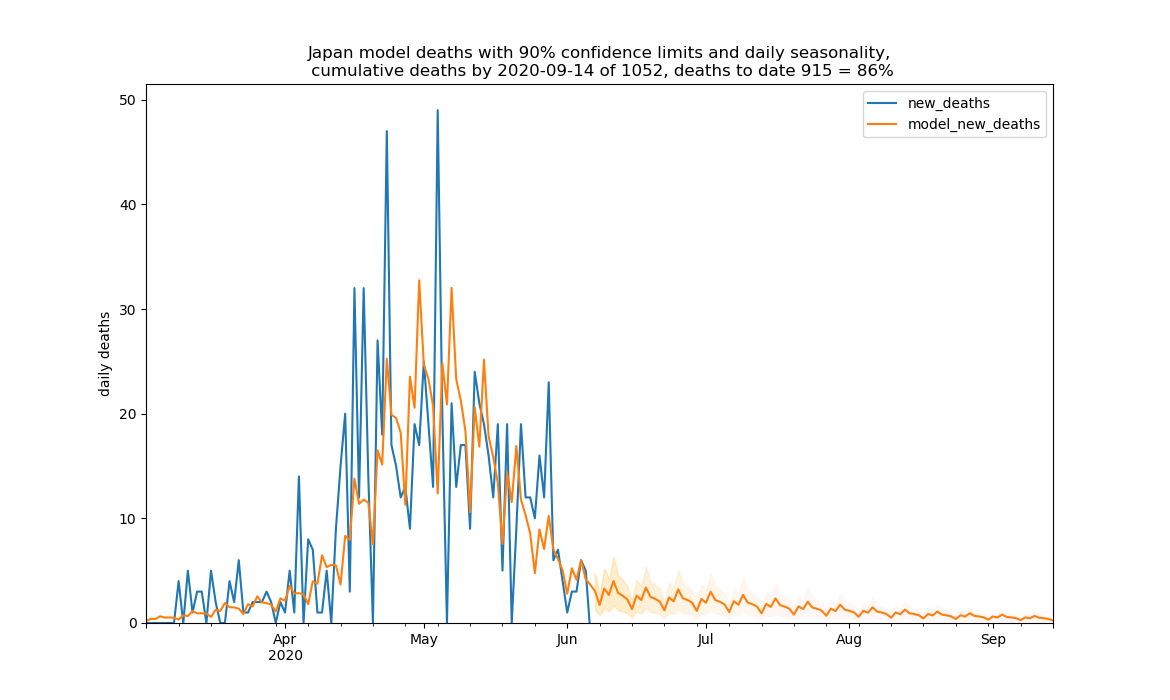 Japan model deaths with 90% confidence limits and daily seasonality,
cumulative deaths by 2020-09-14 of 1052, deaths to date 915 = 86%
new_deaths
model_new_deaths
daily deaths
50
40
30
20
10
0
Apr
2020
May
Jun
Jul
Aug
Sep